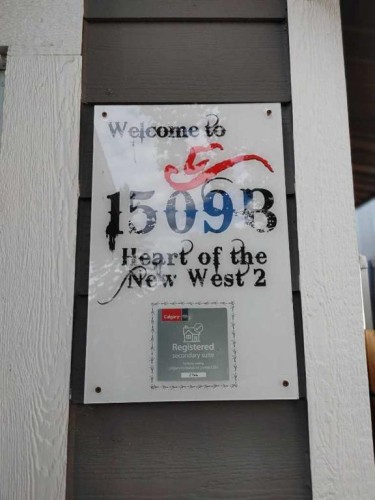 Welcome to
1509B
Heart of the
New West 2
Calgary
Registered
secondary suite